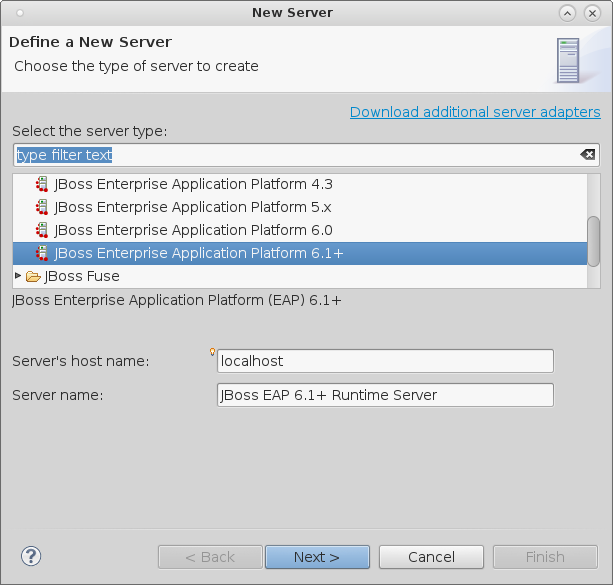 New Server
Define a New Server
Choose the type of server to create
Download additional server adapters
Select the server type:
type filter text
JBoss Enterprise Application Platform 4.3
JBoss Enterprise Application Platform 5.x
JBoss Enterprise Application Platform 6.0
JBoss Enterprise Application Platform 6.1+
JBoss Fuse
JBoss Enterprise Application Platform (EAP) 6.1+
Server's host name: localhost
Server name: JBoss EAP 6.1+ Runtime Server
? < Back Next > Cancel Finish